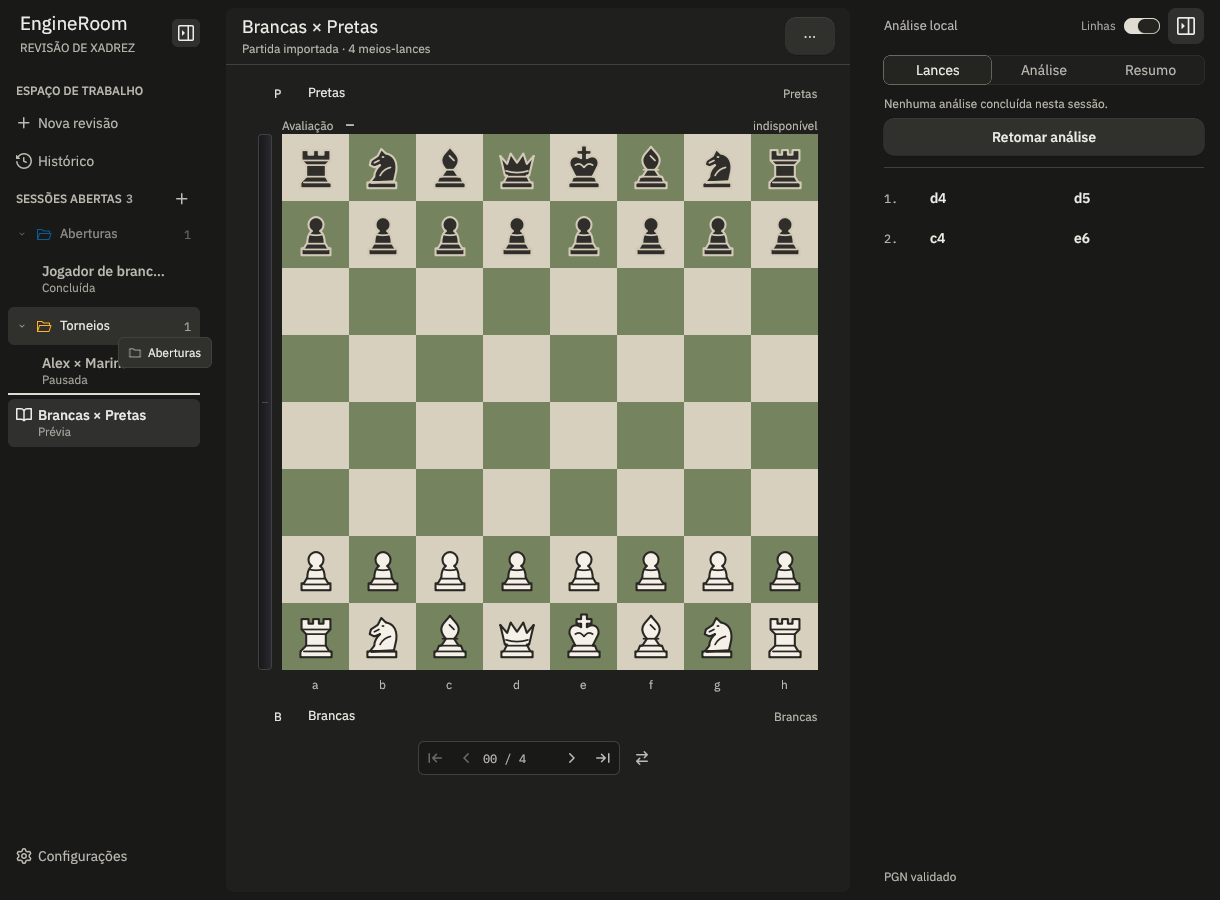 EngineRoom
REVISÃO DE XADREZ
ESPAÇO DE TRABALHO
Nova revisão
Histórico
SESSÕES ABERTAS 3
Aberturas 1
Jogador de branc...
Concluída
Torneios 1
Aberturas
Alex × Marin
Pausada
Brancas × Pretas
Prévia
Configurações
Brancas × Pretas
Partida importada · 4 meios-lances
...
P Pretas Pretas
Avaliação — indisponível
a b c d e f g h
B Brancas Brancas
00 / 4
Análise local Linhas
Lances Análise Resumo
Nenhuma análise concluída nesta sessão.
Retomar análise
1. d4 d5
2. c4 e6
PGN validado